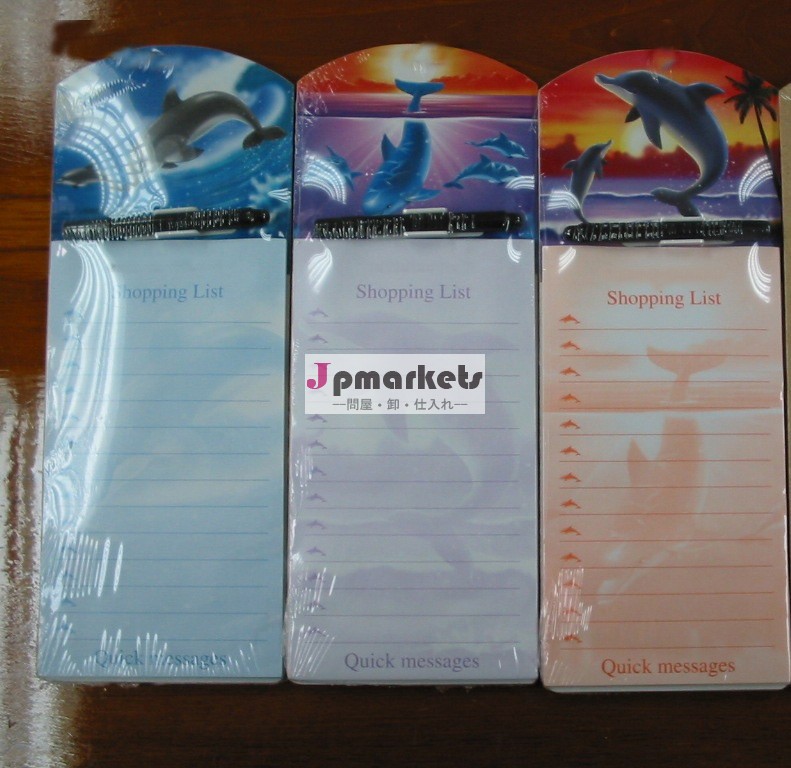 Shopping List
Shopping List
Shopping List
Jpmarkets
—問屋・卸・仕入れ—
Quick messages
Quick messages
Quick messages